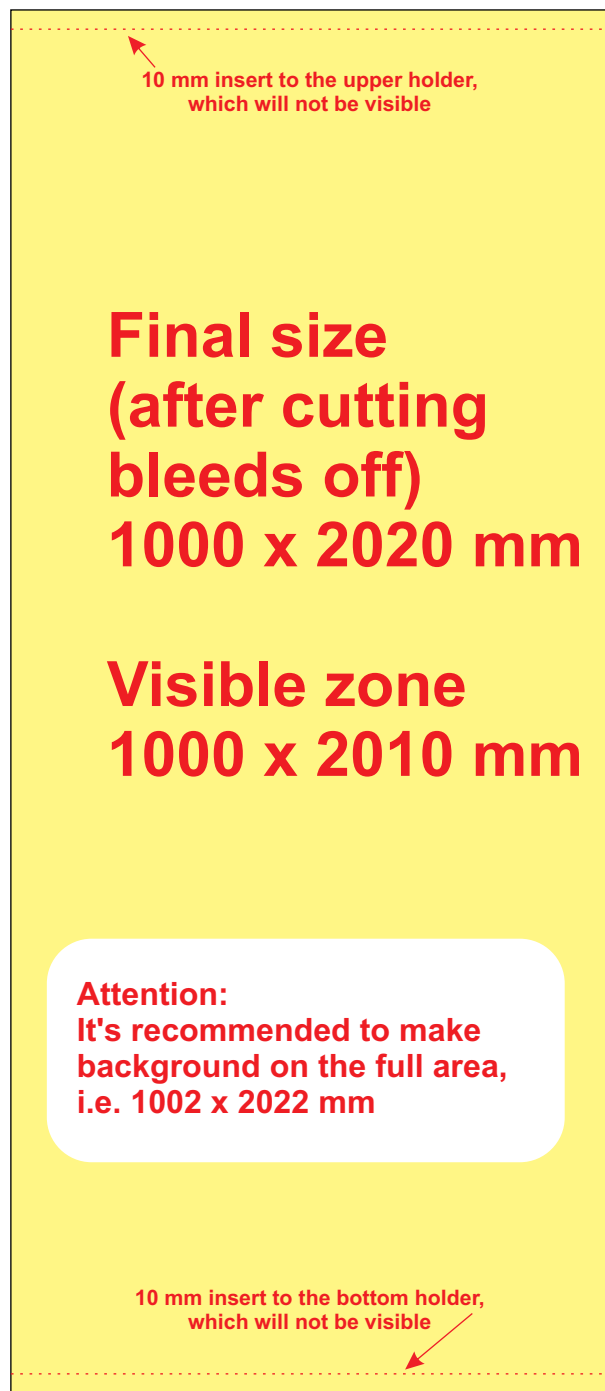 10 mm insert to the upper holder,
which will not be visible
Final size
(after cutting
bleeds off)
1000 x 2020 mm
Visible zone
1000 x 2010 mm
Attention:
It's recommended to make
background on the full area,
i.e. 1002 x 2022 mm
10 mm insert to the bottom holder,
which will not be visible